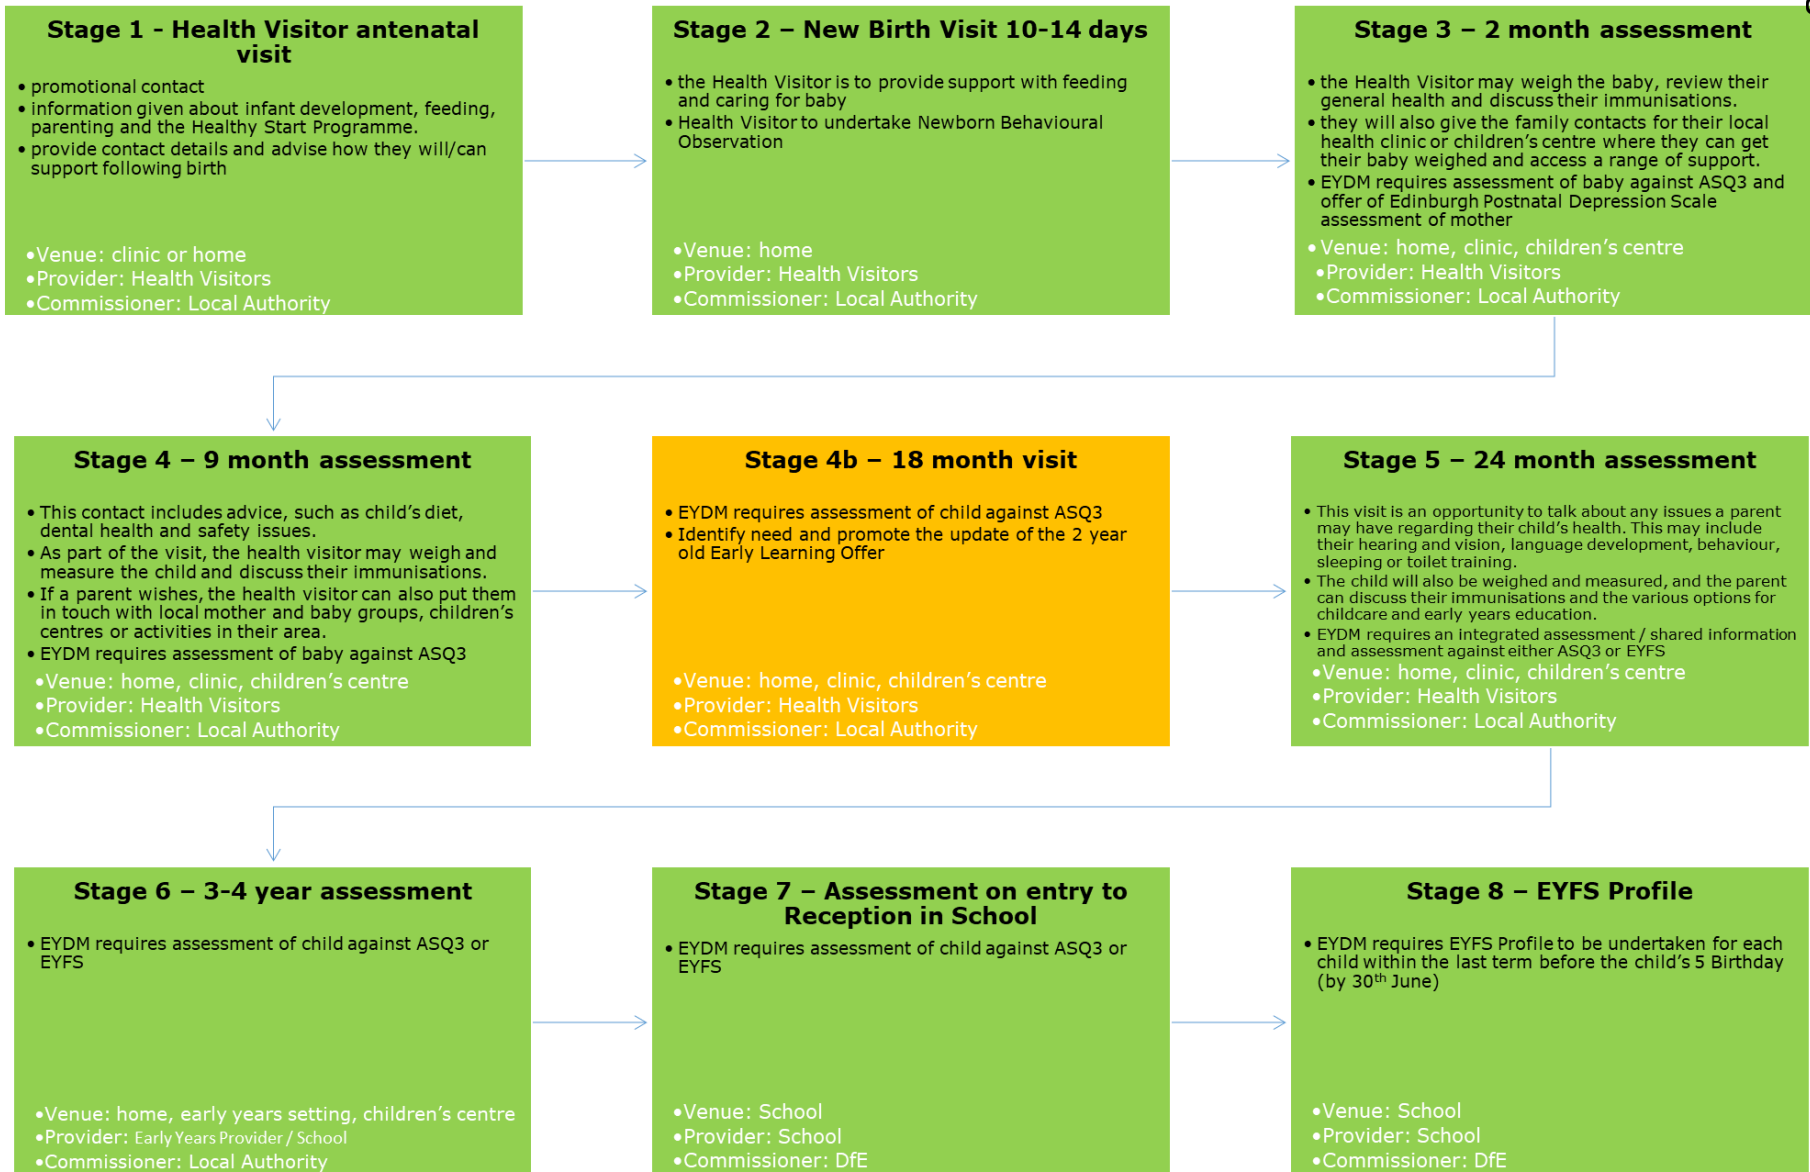 Stage 1 - Health Visitor antenatal
visit
• promotional contact
• information given about infant development, feeding,
parenting and the Healthy Start Programme.
• provide contact details and advise how they will/can
support following birth
•Venue: clinic or home
•Provider: Health Visitors
•Commissioner: Local Authority
Stage 2 – New Birth Visit 10-14 days
• the Health Visitor is to provide support with feeding
and caring for baby
• Health Visitor to undertake Newborn Behavioural
Observation
•Venue: home
•Provider: Health Visitors
•Commissioner: Local Authority
Stage 3 – 2 month assessment
• the Health Visitor may weigh the baby, review their
general health and discuss their immunisations.
• they will also give the family contacts for their local
health clinic or children’s centre where they can get
their baby weighed and access a range of support.
• EYDM requires assessment of baby against ASQ3 and
offer of Edinburgh Postnatal Depression Scale
assessment of mother
• Venue: home, clinic, children’s centre
•Provider: Health Visitors
•Commissioner: Local Authority
Stage 4 – 9 month assessment
• This contact includes advice, such as child’s diet,
dental health and safety issues.
• As part of the visit, the health visitor may weigh and
measure the child and discuss their immunisations.
• If a parent wishes, the health visitor can also put them
in touch with local mother and baby groups, children’s
centres or activities in their area.
• EYDM requires assessment of baby against ASQ3
•Venue: home, clinic, children’s centre
•Provider: Health Visitors
•Commissioner: Local Authority
Stage 4b – 18 month visit
• EYDM requires assessment of child against ASQ3
• Identify need and promote the update of the 2 year
old Early Learning Offer
•Venue: home, clinic, children’s centre
•Provider: Health Visitors
•Commissioner: Local Authority
Stage 5 – 24 month assessment
• This visit is an opportunity to talk about any issues a parent
may have regarding their child’s health. This may include
their hearing and vision, language development, behaviour,
sleeping or toilet training.
• The child will also be weighed and measured, and the parent
can discuss their immunisations and the various options for
childcare and early years education.
• EYDM requires an integrated assessment / shared information
and assessment against either ASQ3 or EYFS
•Venue: home, clinic, children’s centre
•Provider: Health Visitors
•Commissioner: Local Authority
Stage 6 – 3-4 year assessment
• EYDM requires assessment of child against ASQ3 or
EYFS
•Venue: home, early years setting, children’s centre
•Provider: Early Years Provider / School
•Commissioner: Local Authority
Stage 7 – Assessment on entry to
Reception in School
• EYDM requires assessment of child against ASQ3 or
EYFS
•Venue: School
•Provider: School
•Commissioner: DfE
Stage 8 – EYFS Profile
• EYDM requires EYFS Profile to be undertaken for each
child within the last term before the child’s 5 Birthday
(by 30th June)
•Venue: School
•Provider: School
•Commissioner: DfE